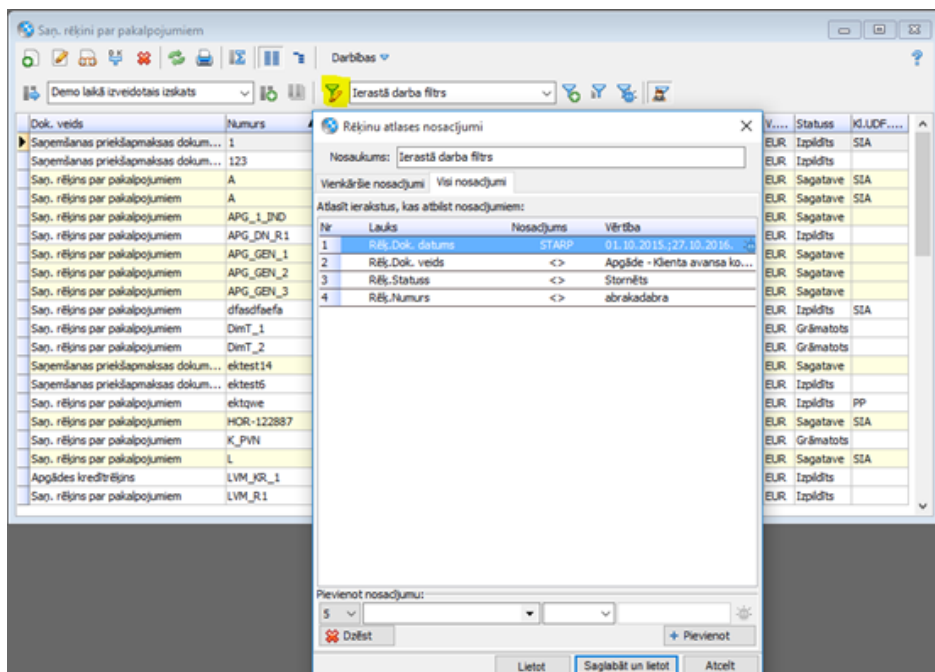 Saņ. rēķini par pakalpojumiem
Darbības
Demo laikā izveidotais izskats Ierastā darba filtrs
Dok. veids Numurs V.... Statuss Kl.UDF....
Saņemšanas priekšapmaksas dokum... 1 EUR Izpildīts SIA
Saņemšanas priekšapmaksas dokum... 123 EUR Izpildīts
Saņ. rēķins par pakalpojumiem A EUR Sagatave SIA
Saņ. rēķins par pakalpojumiem A EUR Sagatave SIA
Saņ. rēķins par pakalpojumiem APG_1_IND EUR Sagatave
Saņ. rēķins par pakalpojumiem APG_DN_R1 EUR Izpildīts
Saņ. rēķins par pakalpojumiem APG_GEN_1 EUR Sagatave
Saņ. rēķins par pakalpojumiem APG_GEN_2 EUR Sagatave
Saņ. rēķins par pakalpojumiem APG_GEN_3 EUR Sagatave
Saņ. rēķins par pakalpojumiem dfasdfaefa EUR Izpildīts SIA
Saņ. rēķins par pakalpojumiem DimT_1 EUR Grāmatots
Saņ. rēķins par pakalpojumiem DimT_2 EUR Grāmatots
Saņemšanas priekšapmaksas dokum... ektest14 EUR Sagatave
Saņemšanas priekšapmaksas dokum... ektest6 EUR Izpildīts
Saņ. rēķins par pakalpojumiem ektqwe EUR Izpildīts PP
Saņ. rēķins par pakalpojumiem HOR-122887 EUR Sagatave SIA
Saņ. rēķins par pakalpojumiem K_PVN EUR Grāmatots
Saņ. rēķins par pakalpojumiem L EUR Sagatave SIA
Apgādes kredītrēķins LVM_KR_1 EUR Izpildīts
Saņ. rēķins par pakalpojumiem LVM_R1 EUR Izpildīts
Rēķinu atlases nosacījumi
Nosaukums: Ierastā darba filtrs
Vienkāršie nosacījumi Visi nosacījumi
Atlasīt ierakstus, kas atbilst nosacījumiem:
Nr Lauks Nosacījums Vērtība
1 Rēķ.Dok. datums STARP 01.10.2015.;27.10.2016.
2 Rēķ.Dok. veids <> Apgāde - Klienta avansa ko...
3 Rēķ.Statuss <> Stornēts
4 Rēķ.Numurs <> abrakadabra
Pievienot nosacījumu:
5
Dzēst + Pievienot
Lietot Saglabāt un lietot Atcelt